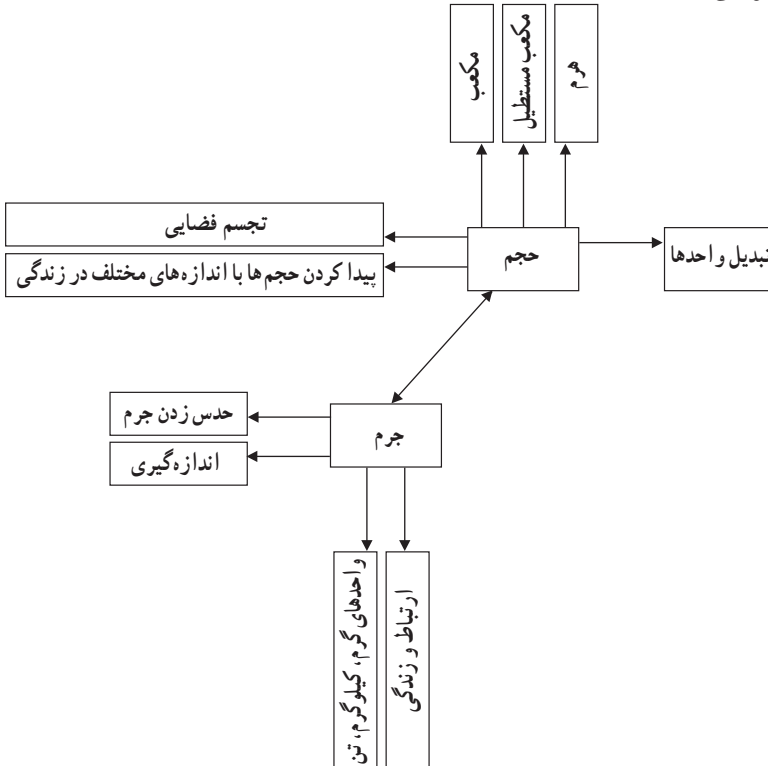 مکعب
مکعب مستطیل
هرم
تجسم فضایی
پیدا کردن حجم‌ها با اندازه‌های مختلف در زندگی
حجم
تبدیل واحدها
حدس زدن جرم
اندازه‌گیری
جرم
واحدهای گرم، کیلوگرم، تن
ارتباط و زندگی